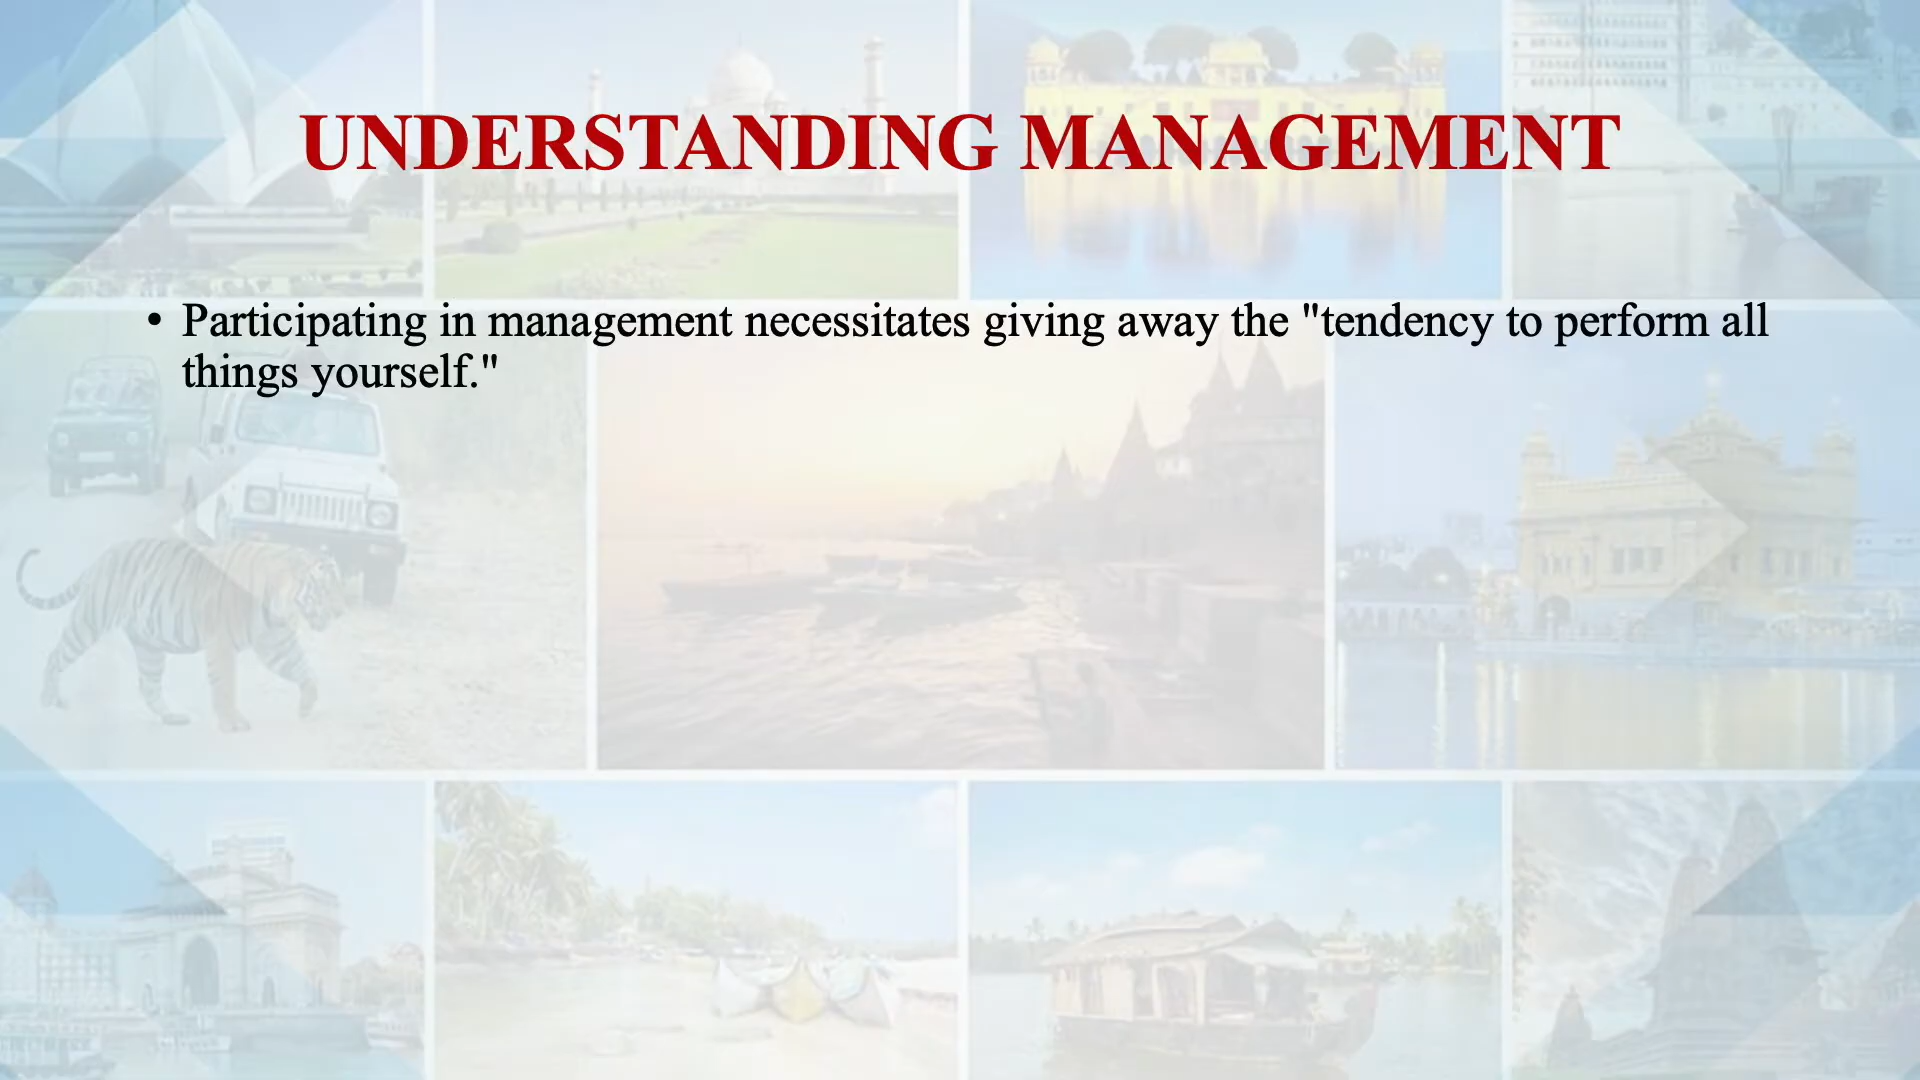 UNDERSTANDING MANAGEMENT
• Participating in management necessitates giving away the "tendency to perform all
things yourself."